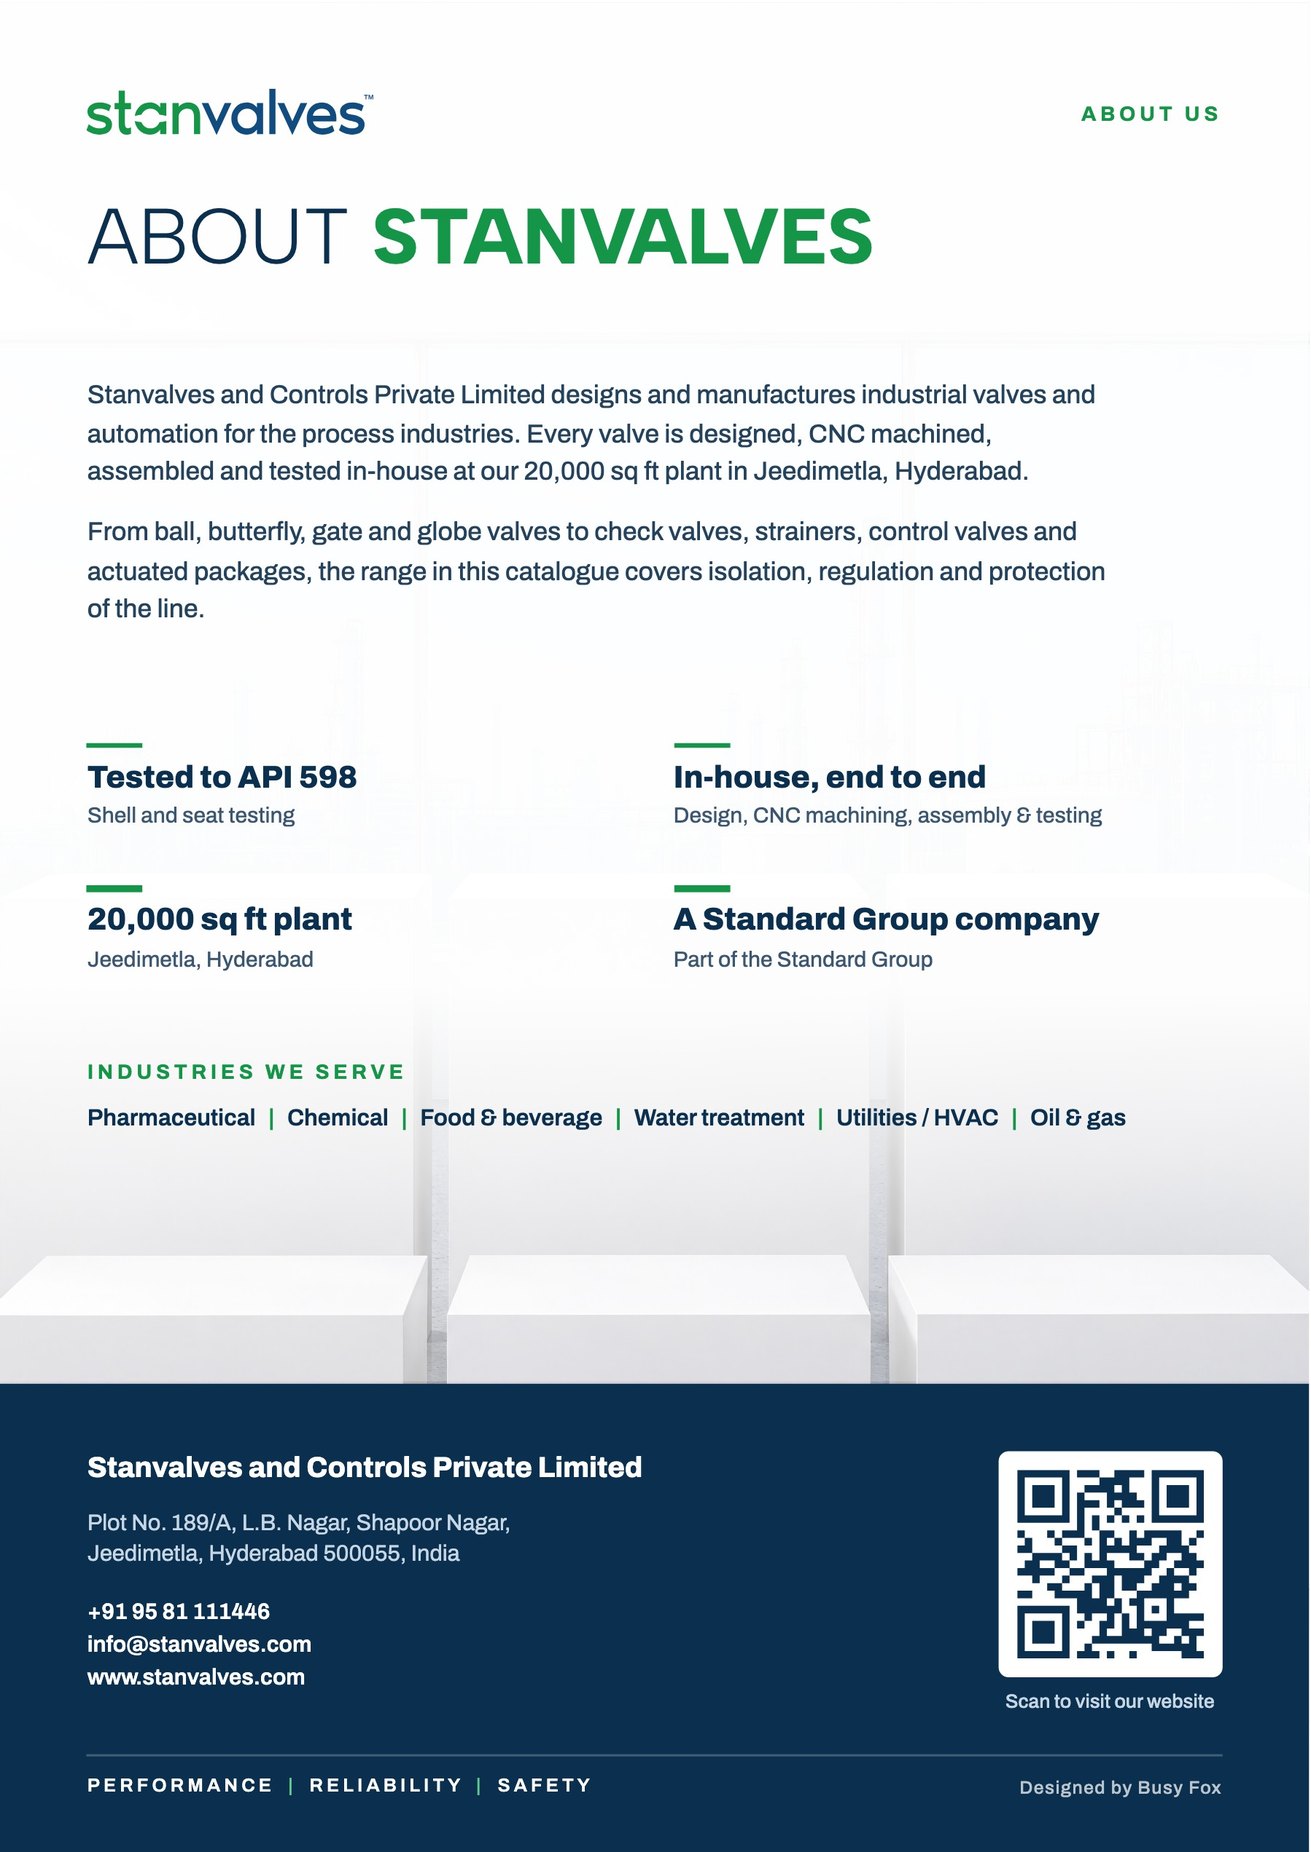 stanvalves™
ABOUT US
ABOUT STANVALVES
Stanvalves and Controls Private Limited designs and manufactures industrial valves and
automation for the process industries. Every valve is designed, CNC machined,
assembled and tested in-house at our 20,000 sq ft plant in Jeedimetla, Hyderabad.
From ball, butterfly, gate and globe valves to check valves, strainers, control valves and
actuated packages, the range in this catalogue covers isolation, regulation and protection
of the line.
Tested to API 598
Shell and seat testing
In-house, end to end
Design, CNC machining, assembly & testing
20,000 sq ft plant
Jeedimetla, Hyderabad
A Standard Group company
Part of the Standard Group
INDUSTRIES WE SERVE
Pharmaceutical | Chemical | Food & beverage | Water treatment | Utilities / HVAC | Oil & gas
Stanvalves and Controls Private Limited
Plot No. 189/A, L.B. Nagar, Shapoor Nagar,
Jeedimetla, Hyderabad 500055, India
+91 95 81 111446
info@stanvalves.com
www.stanvalves.com
Scan to visit our website
PERFORMANCE | RELIABILITY | SAFETY
Designed by Busy Fox